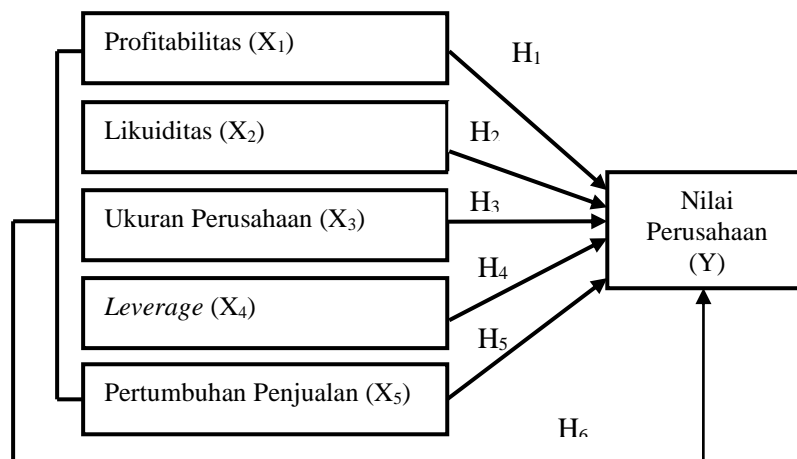 Profitabilitas (X₁)
H₁
Likuiditas (X₂)
H₂
Ukuran Perusahaan (X₃)
H₃
Nilai
Perusahaan
(Y)
Leverage (X₄)
H₄
Pertumbuhan Penjualan (X₅)
H₅
H₆